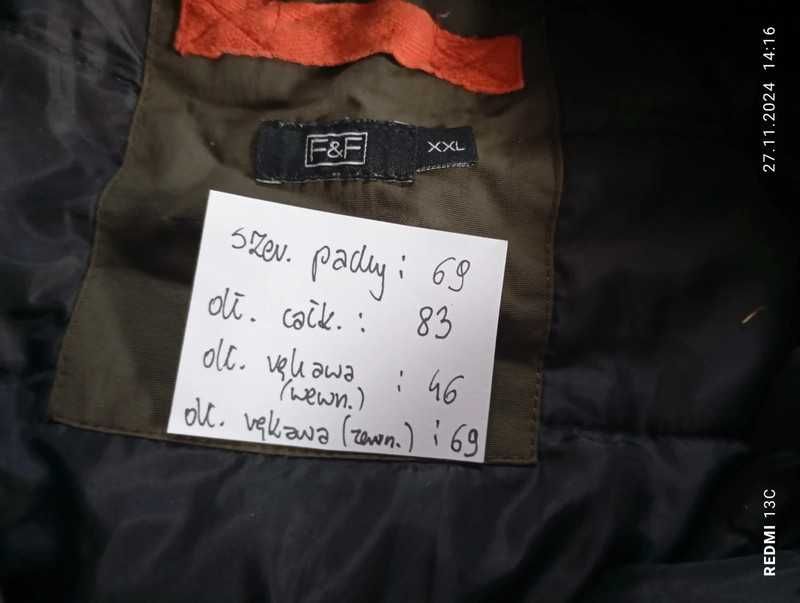 F&F
XXL
szer. pachy: 69
dł. całk.: 83
dł. rękawa
(wewn.) : 46
dł. rękawa (zewn.) : 69
27.11.2024 14:16
REDMI 13C